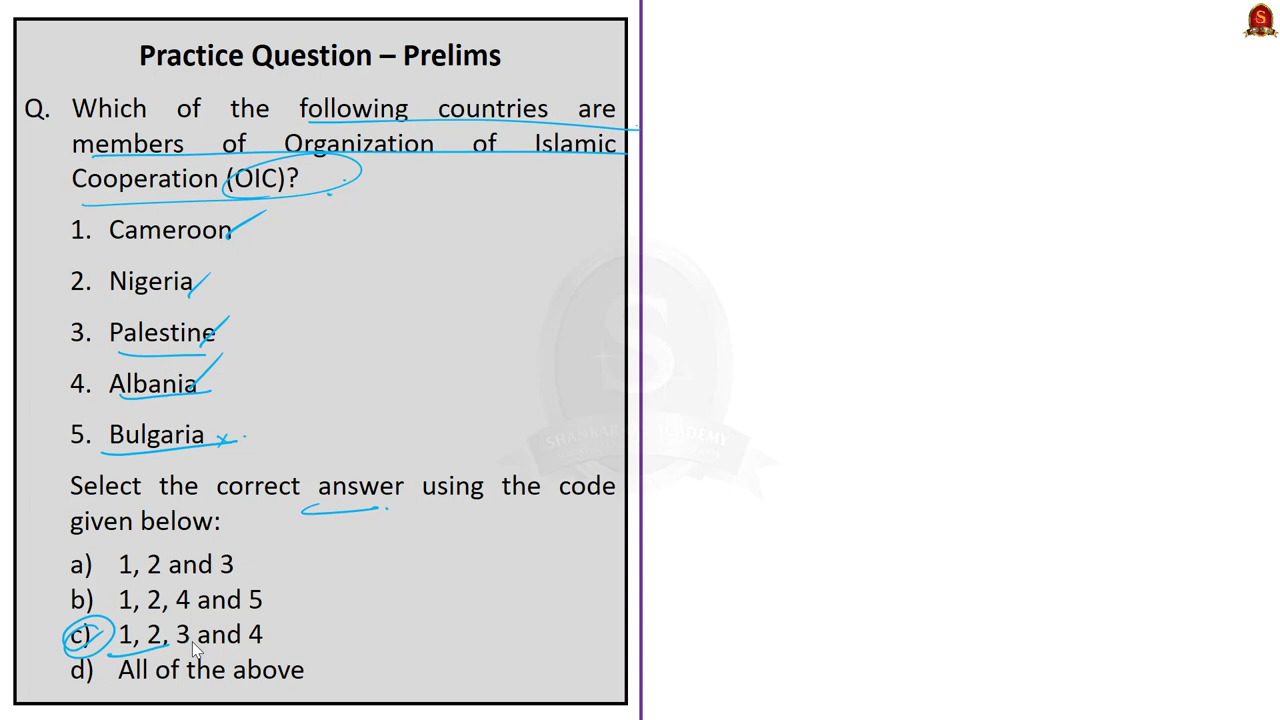 Practice Question – Prelims
Q. Which of the following countries are
members of Organization of Islamic
Cooperation (OIC)?
1. Cameroon
2. Nigeria
3. Palestine
4. Albania
5. Bulgaria
Select the correct answer using the code
given below:
a) 1, 2 and 3
b) 1, 2, 4 and 5
c) 1, 2, 3 and 4
d) All of the above
S
S
SHANKAR ACADEMY